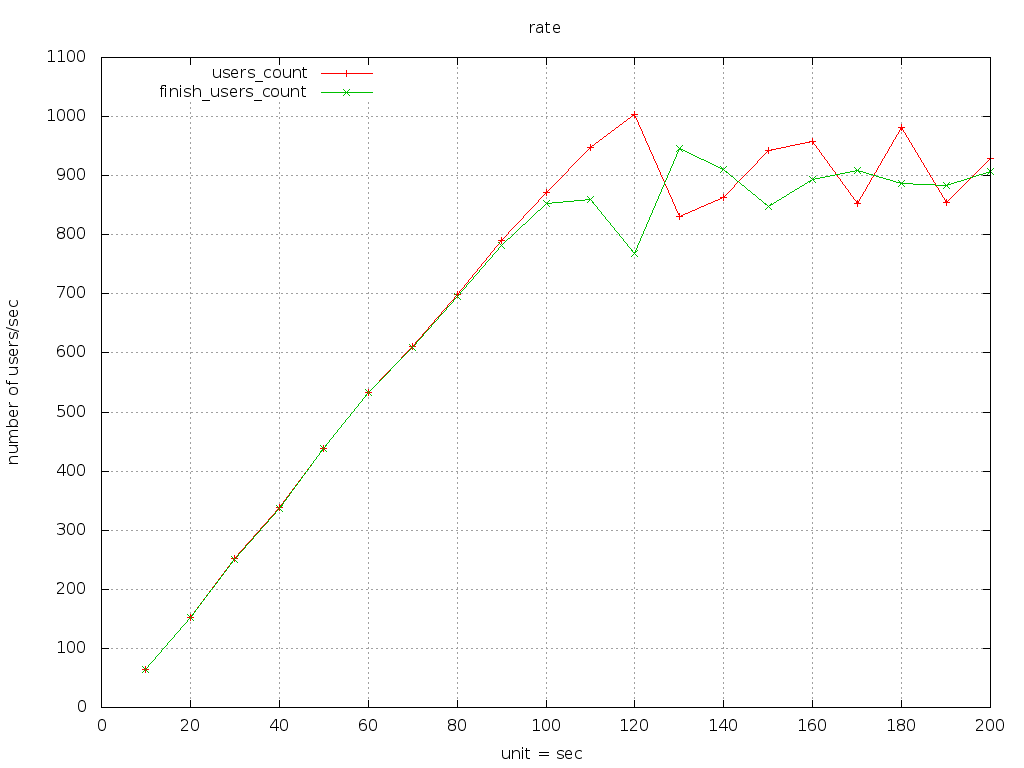 rate
1100
1000
900
800
700
600
500
400
300
200
100
0
users_count
finish_users_count
number of users/sec
0 20 40 60 80 100 120 140 160 180 200
unit = sec